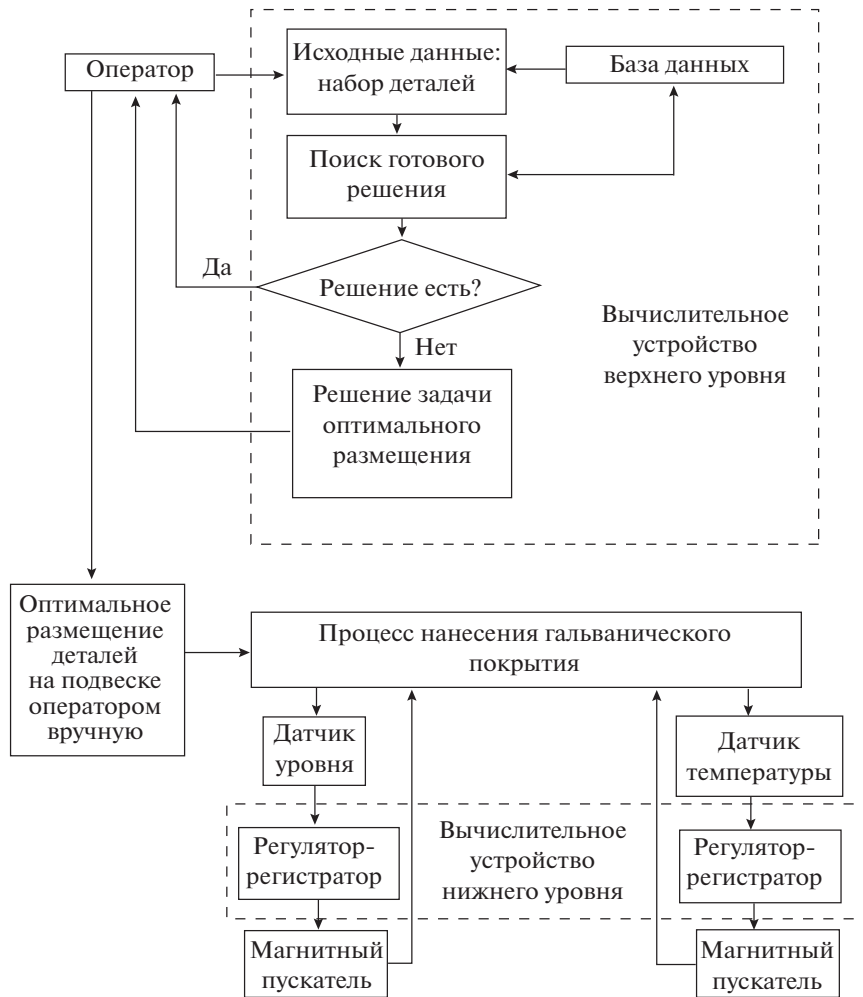 Исходные данные:
набор деталей
Оператор
База данных
Поиск готового
решения
Да
Решение есть?
Нет
Вычислительное
устройство
верхнего уровня
Решение задачи
оптимального
размещения
Оптимальное
размещение
деталей
на подвеске
оператором
вручную
Процесс нанесения гальванического
покрытия
Датчик
уровня
Датчик
температуры
Вычислительное
устройство
нижнего уровня
Регулятор-
регистратор
Регулятор-
регистратор
Магнитный
пускатель
Магнитный
пускатель